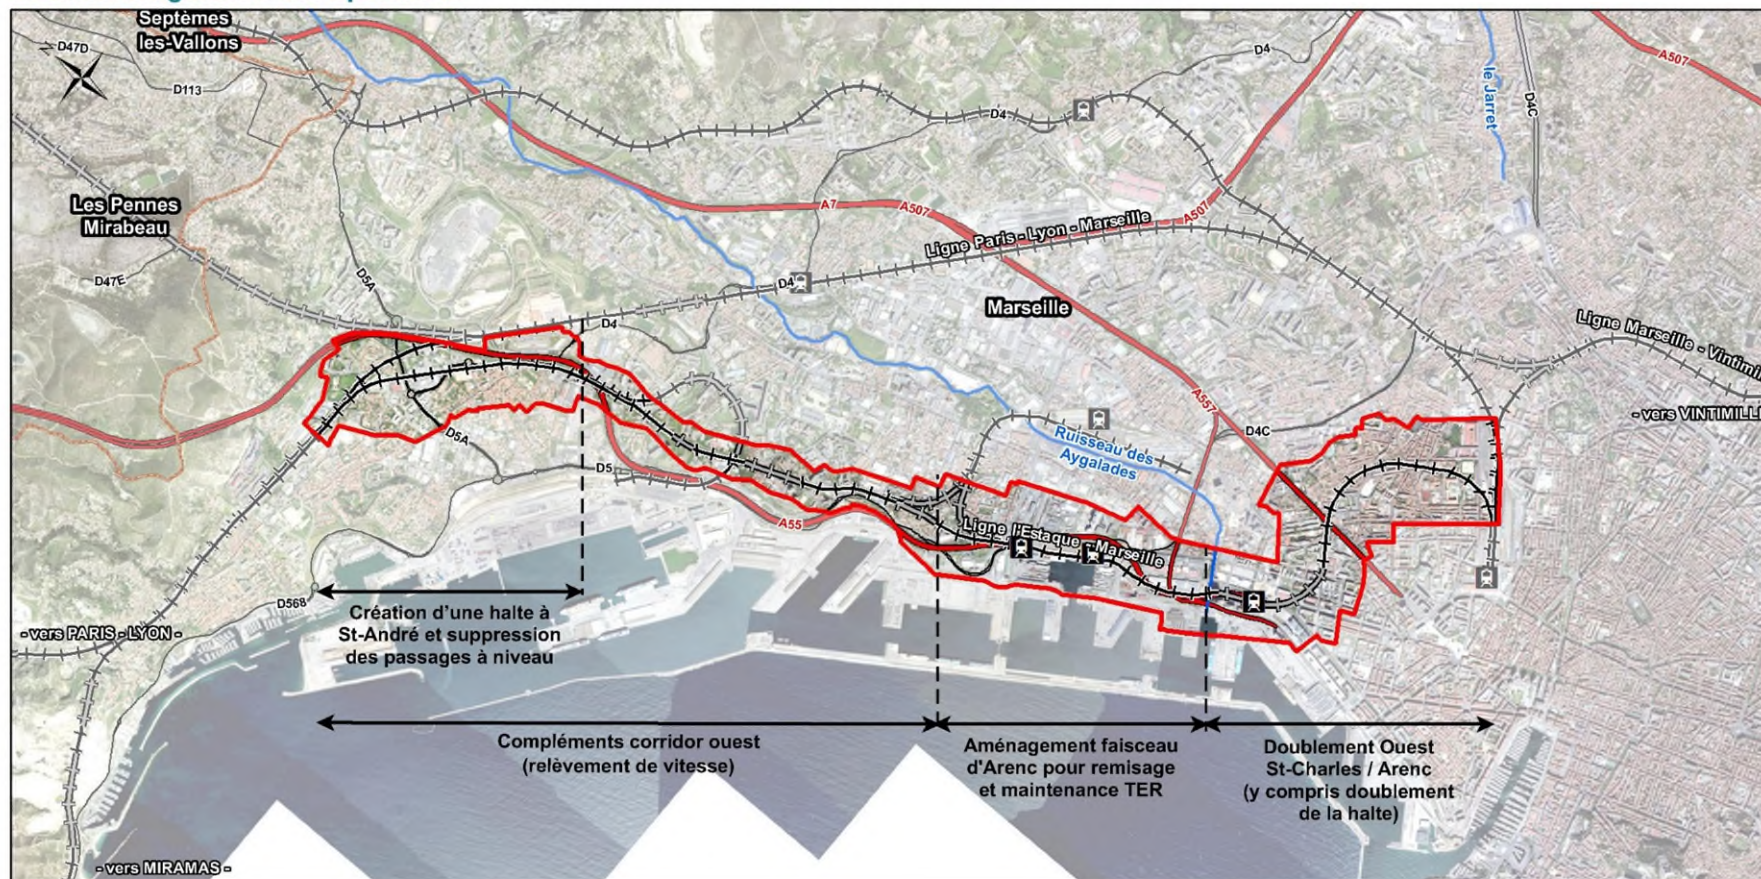 Septèmes
les-Vallons
D47D
N
D113
D4
A507
D4
le Jarret
D4C
Les Pennes
Mirabeau
A7
A507
A507
Ligne Paris - Lyon - Marseille
D47E
D5A
D4
Marseille
D4
Ligne Marseille - Vintimil
A557
- vers VINTIMILL
D4C
D5A
Ruisseau des
Aygalades
D5
A55
Ligne l'Estaque - Marseille
D568
Création d'une halte à
St-André et suppression
des passages à niveau
- vers PARIS - LYON -
Compléments corridor ouest
(relèvement de vitesse)
Aménagement faisceau
d'Arenc pour remisage
et maintenance TER
Doublement Ouest
St-Charles / Arenc
(y compris doublement
de la halte)
- vers MIRAMAS -